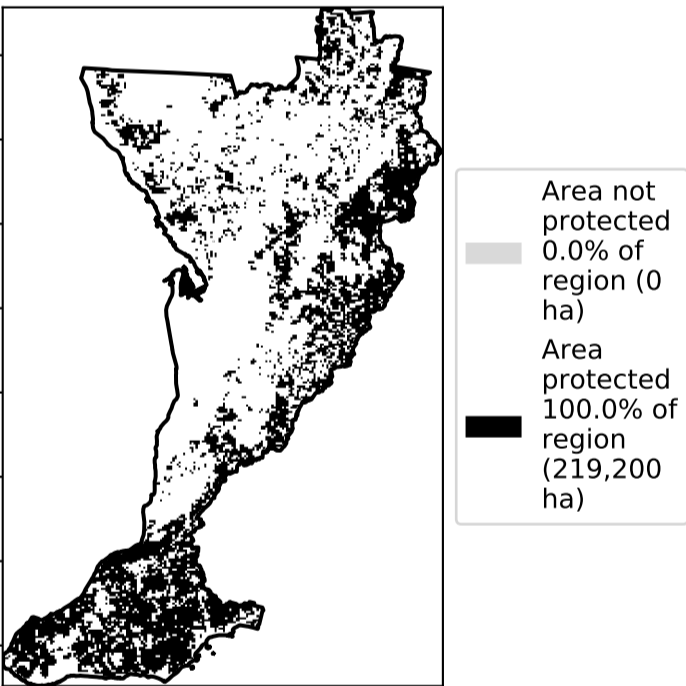 Area not
protected
0.0% of
region (0
ha)
Area
protected
100.0% of
region
(219,200
ha)